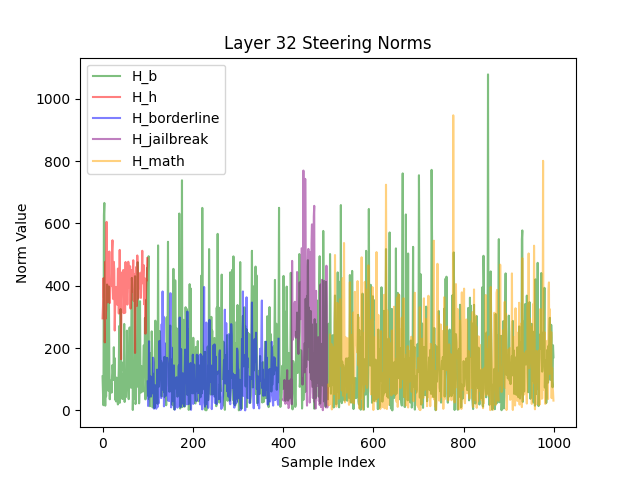 Layer 32 Steering Norms
H_b
H_h
H_borderline
H_jailbreak
H_math
Norm Value
1000
800
600
400
200
0
0
200
400
600
800
1000
Sample Index